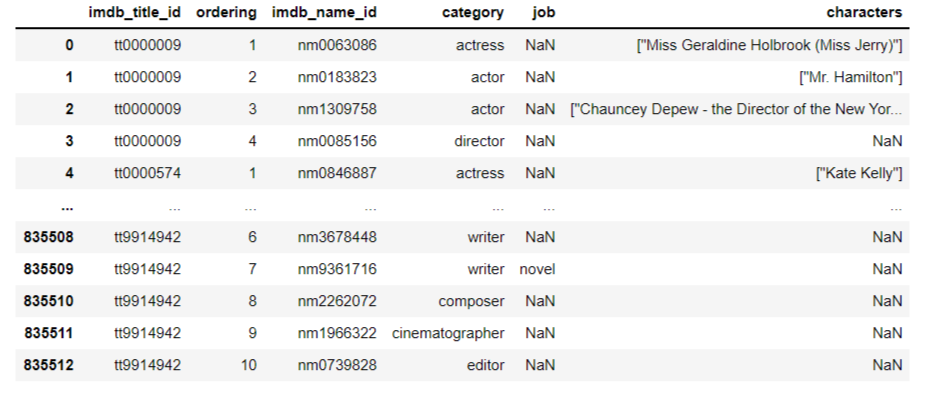 imdb_title_id ordering imdb_name_id category job characters
0 tt0000009 1 nm0063086 actress NaN ["Miss Geraldine Holbrook (Miss Jerry)"]
1 tt0000009 2 nm0183823 actor NaN ["Mr. Hamilton"]
2 tt0000009 3 nm1309758 actor NaN ["Chauncey Depew - the Director of the New Yor...
3 tt0000009 4 nm0085156 director NaN NaN
4 tt0000574 1 nm0846887 actress NaN ["Kate Kelly"]
... ... ... ... ... ... ...
835508 tt9914942 6 nm3678448 writer NaN NaN
835509 tt9914942 7 nm9361716 writer novel NaN
835510 tt9914942 8 nm2262072 composer NaN NaN
835511 tt9914942 9 nm1966322 cinematographer NaN NaN
835512 tt9914942 10 nm0739828 editor NaN NaN